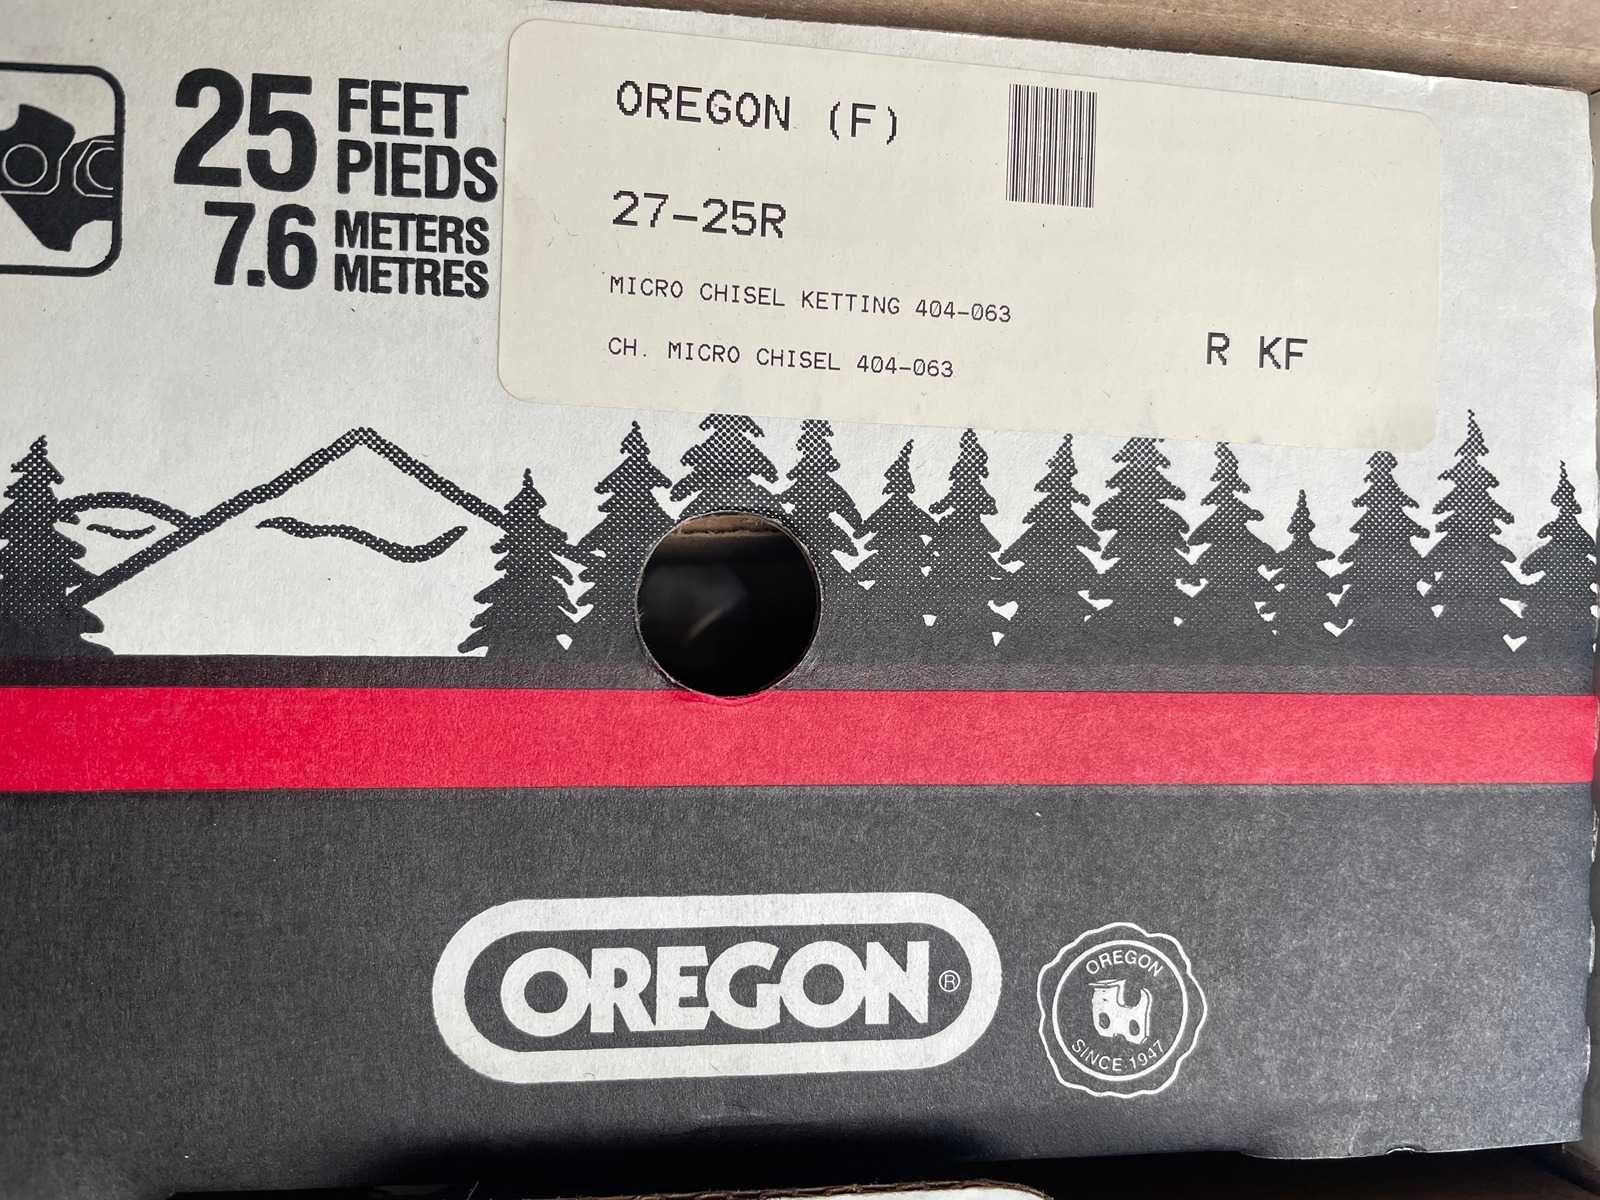 25 FEET
PIEDS
7.6 METERS
METRES
OREGON (F)
27-25R
MICRO CHISEL KETTING 404-063
CH. MICRO CHISEL 404-063
R KF
OREGON®
OREGON
SINCE 1947